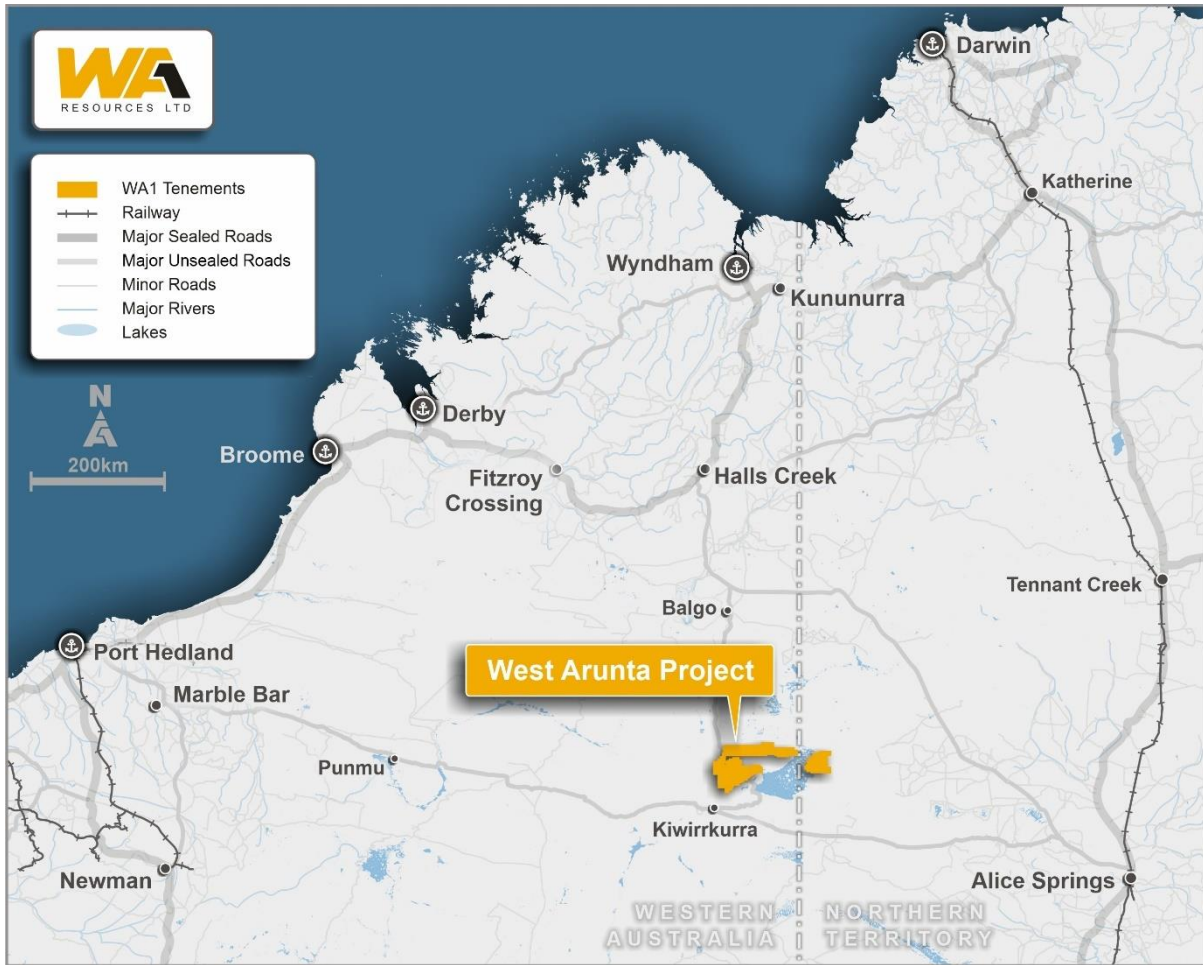 WA1
RESOURCES LTD
WA1 Tenements
Railway
Major Sealed Roads
Major Unsealed Roads
Minor Roads
Major Rivers
Lakes
N
200km
Darwin
Katherine
Wyndham
Kununurra
Derby
Broome
Fitzroy
Crossing
Halls Creek
Tennant Creek
Balgo
Port Hedland
West Arunta Project
Marble Bar
Punmu
Kiwirrkurra
Newman
Alice Springs
WESTERN
AUSTRALIA
NORTHERN
TERRITORY